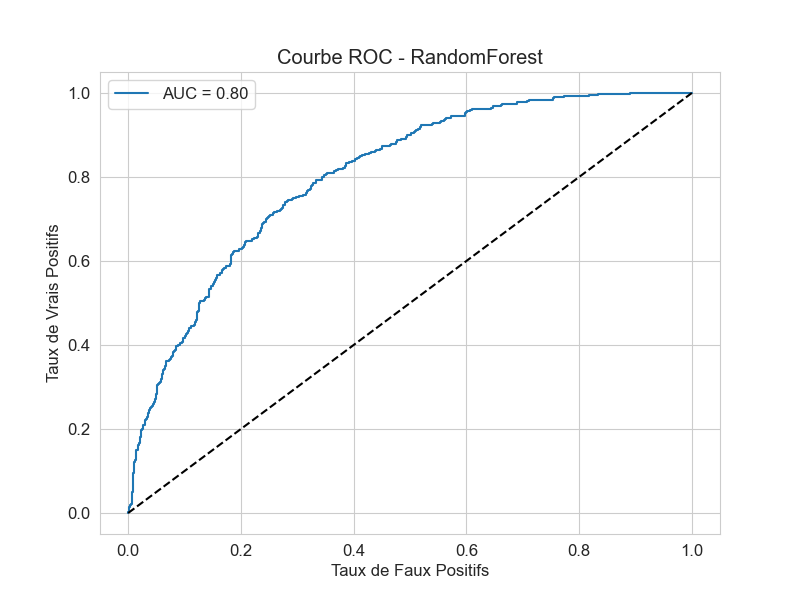 Courbe ROC - RandomForest
AUC = 0.80
1.0
0.8
0.6
0.4
0.2
0.0
Taux de Vrais Positifs
0.0 0.2 0.4 0.6 0.8 1.0
Taux de Faux Positifs